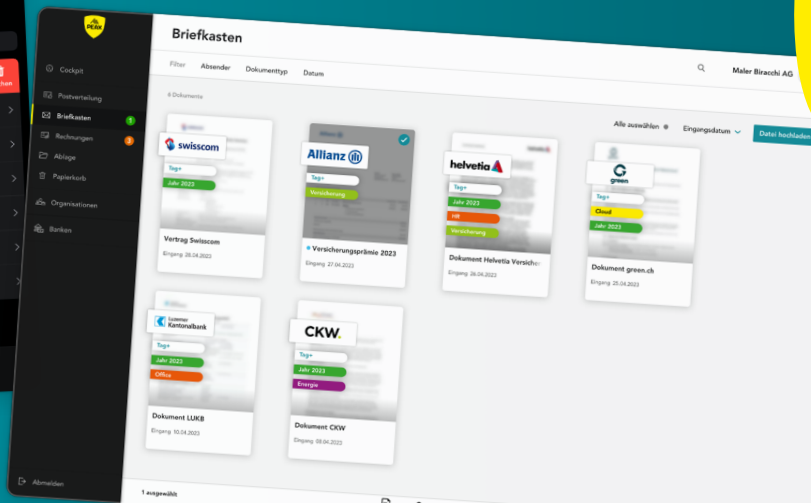 PEAX
Briefkasten
Maler Biracchi AG
Filter Absender Dokumenttyp Datum
6 Dokumente
Alle auswählen Eingangsdatum Datei hochladen
Cockpit
Postverteilung
Briefkasten 1
Rechnungen
Ablage
Papierkorb
Organisationen
Banken
Abmelden
swisscom
Tag+
Jahr 2023
Vertrag Swisscom
Eingang 28.04.2023
Allianz
Tag+
Versicherung
Versicherungsprämie 2023
Eingang 27.04.2023
helvetia
Tag+
Jahr 2023
HR
Versicherung
Dokument Helvetia Versicher
Eingang 26.04.2023
green
Tag+
Cloud
Jahr 2023
Dokument green.ch
Eingang 25.04.2023
Luzerner
Kantonalbank
Tag+
Jahr 2023
Office
Dokument LUKB
Eingang 10.04.2023
CKW.
Tag+
Jahr 2023
Energie
Dokument CKW
Eingang 09.04.2023
1 ausgewählt